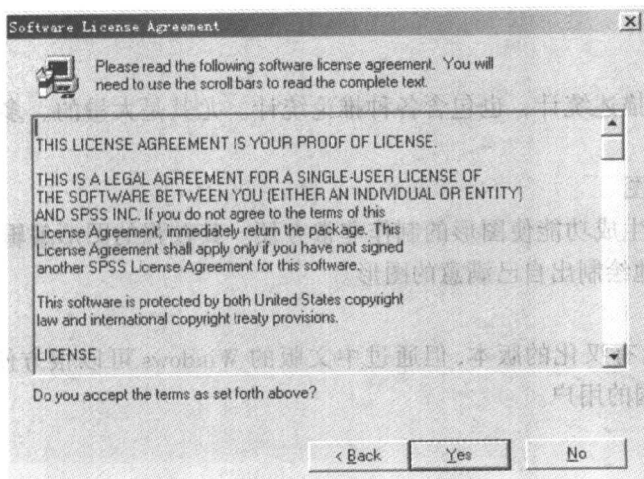 Software License Agreement
Please read the following software license agreement. You will
need to use the scroll bars to read the complete text.
THIS LICENSE AGREEMENT IS YOUR PROOF OF LICENSE.
THIS IS A LEGAL AGREEMENT FOR A SINGLE-USER LICENSE OF
THE SOFTWARE BETWEEN YOU (EITHER AN INDIVIDUAL OR ENTITY)
AND SPSS INC. If you do not agree to the terms of this
License Agreement, immediately return the package. This
License Agreement shall apply only if you have not signed
another SPSS License Agreement for this software.
This software is protected by both United States copyright
law and international copyright treaty provisions.
LICENSE
Do you accept the terms as set forth above?
< Back
Yes
No